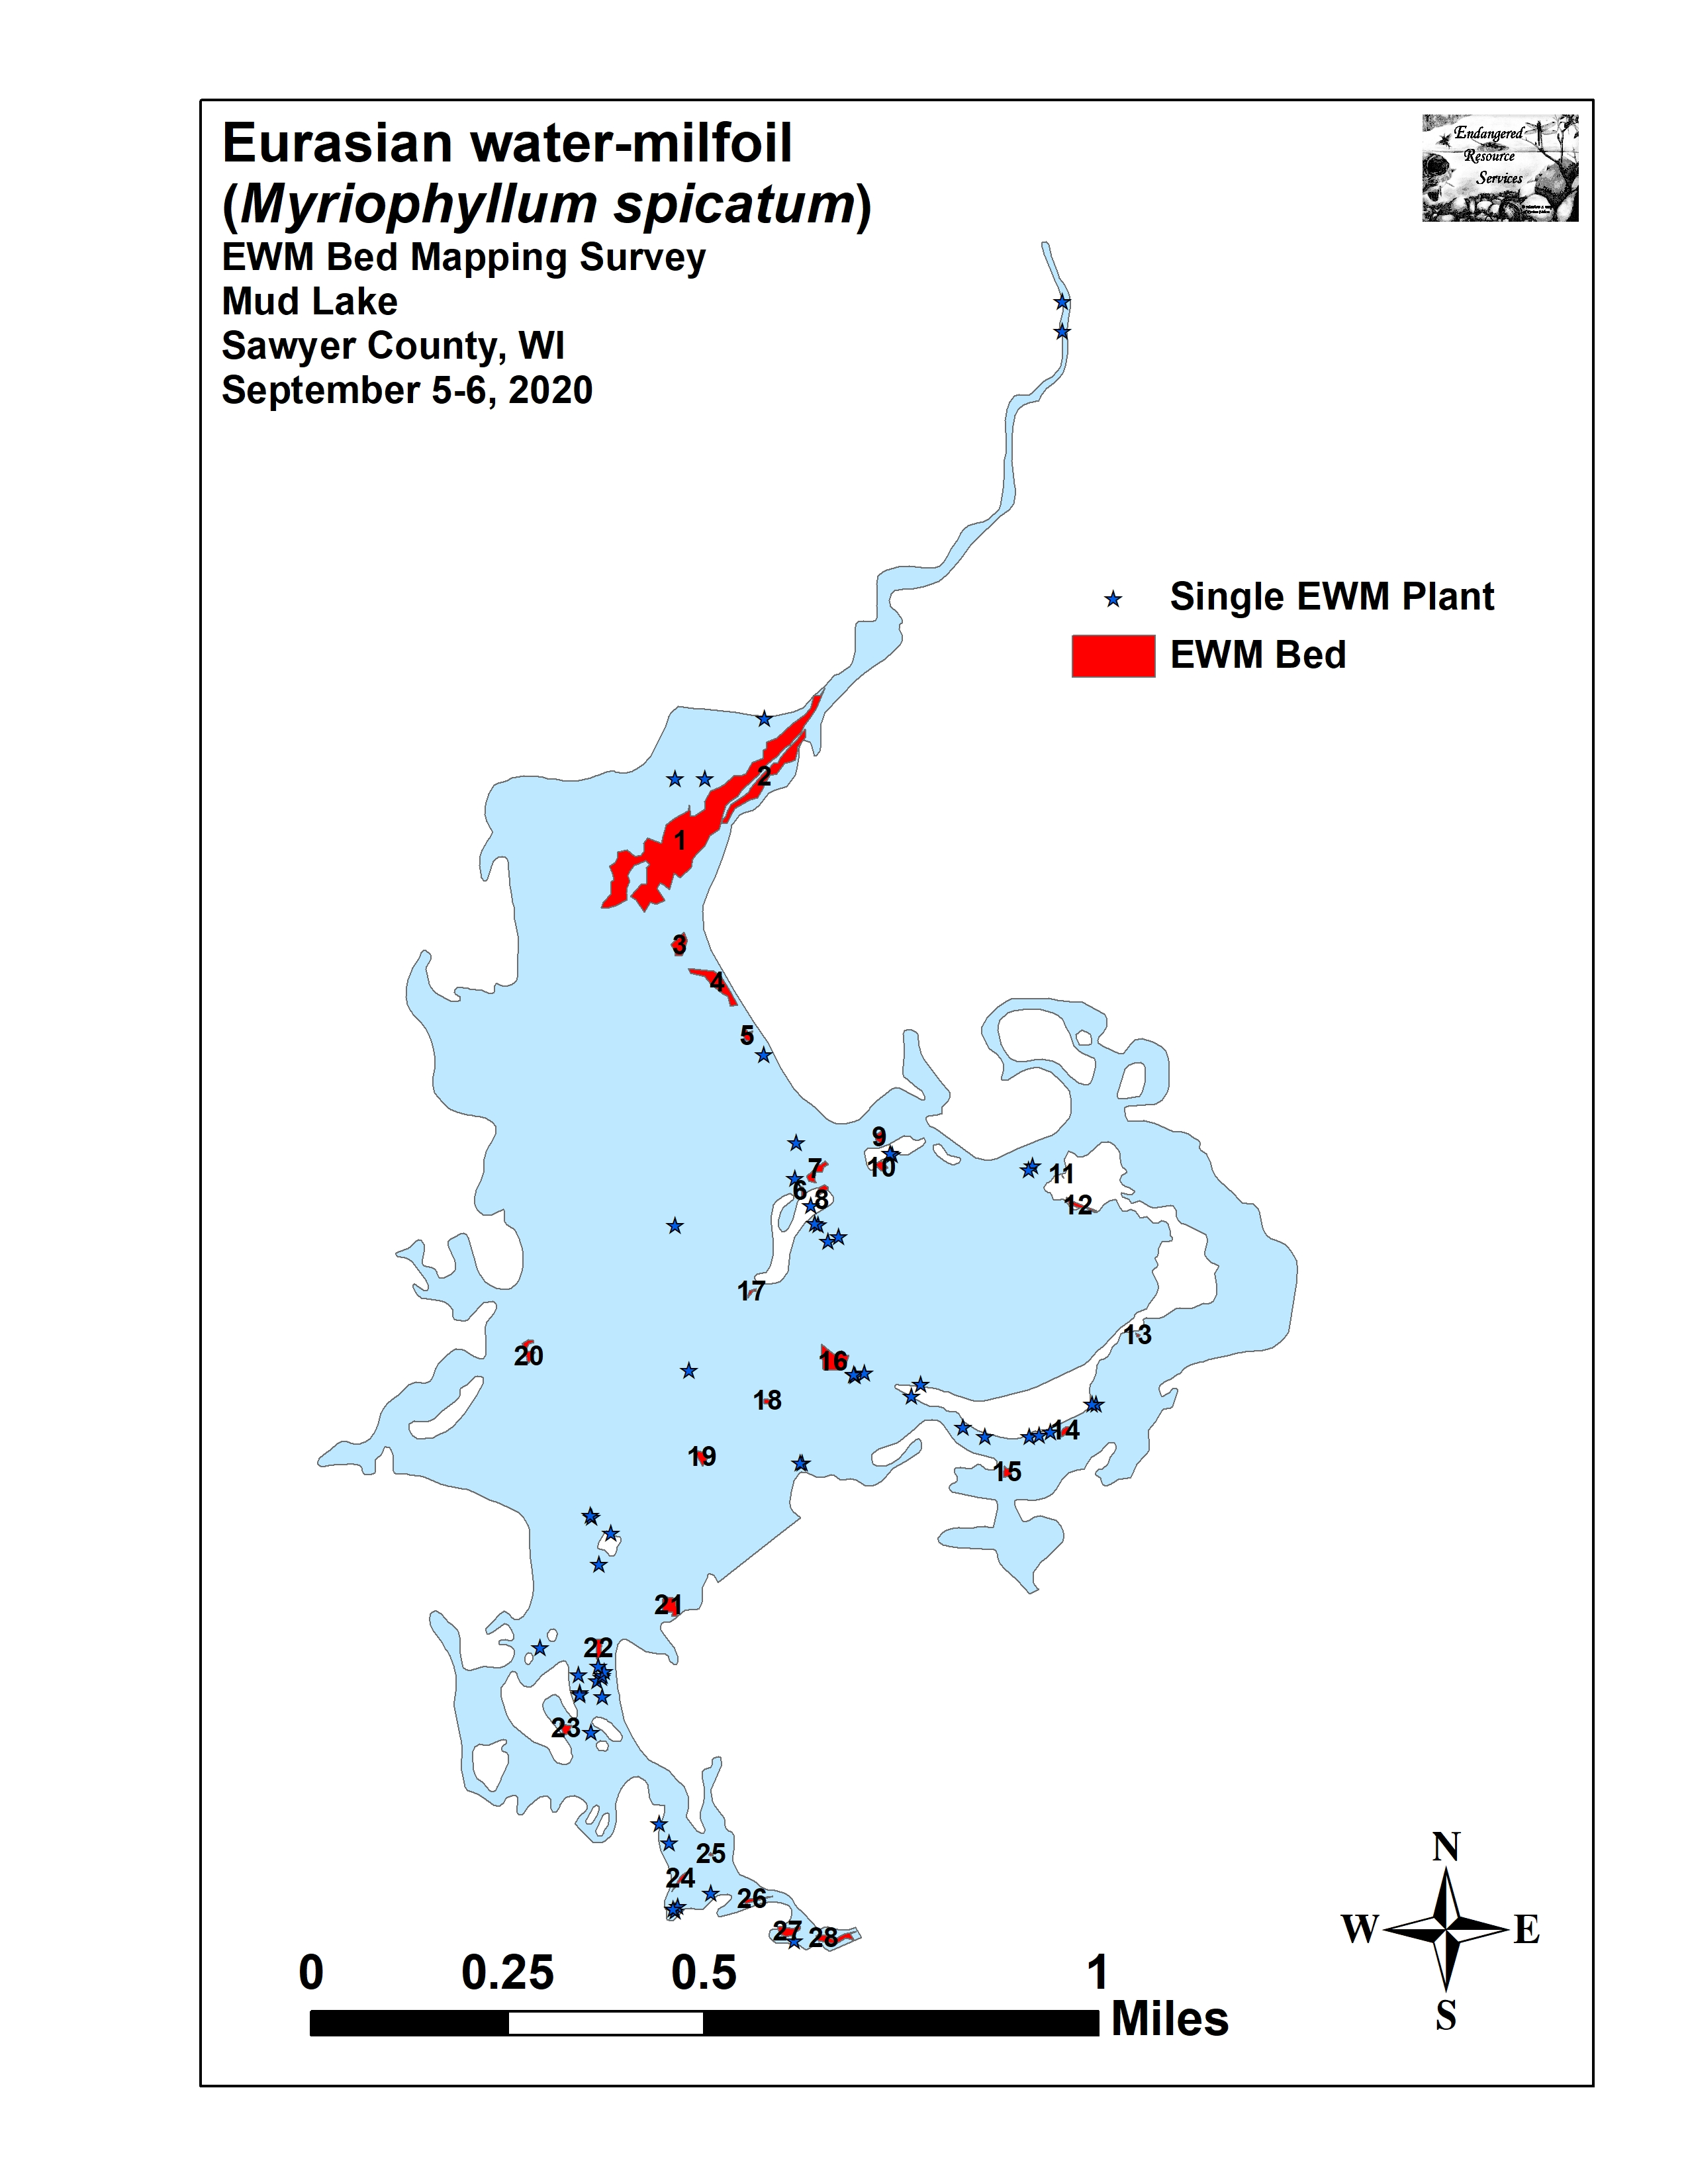 Eurasian water-milfoil
(Myriophyllum spicatum)
EWM Bed Mapping Survey
Mud Lake
Sawyer County, WI
September 5-6, 2020
Endangered
Resource
Services
Single EWM Plant
EWM Bed
2
1
3
4
5
9
7
10
11
6
8
12
17
13
20
16
18
14
19
15
21
22
23
25
24
26
27
28
N
W
E
S
0
0.25
0.5
1
Miles